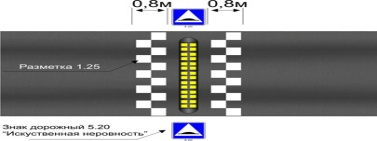 0,8м 0,8м
Разметка 1.25
Знак дорожный 5.20
"Искуственная неровность"